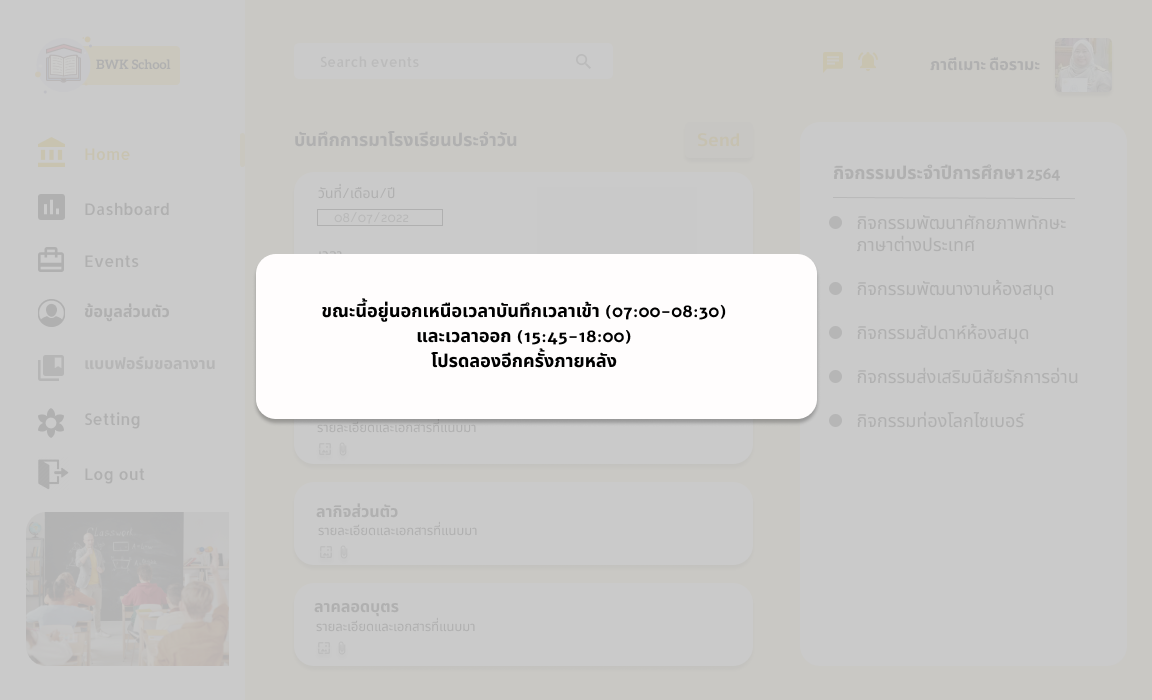 BWK School
Search events
ภาตีเมาะ ดือรามะ
Home
Dashboard
Events
ข้อมูลส่วนตัว
แบบฟอร์มขอลางาน
Setting
Log out
บันทึกการมาโรงเรียนประจำวัน
Send
วันที่/เดือน/ปี
08/07/2022
ขณะนี้อยู่นอกเหนือเวลาบันทึกเวลาเข้า (07:00-08:30)
และเวลาออก (15:45-18:00)
โปรดลองอีกครั้งภายหลัง
รายละเอียดและเอกสารที่แนบมา
ลากิจส่วนตัว
รายละเอียดและเอกสารที่แนบมา
ลาคลอดบุตร
รายละเอียดและเอกสารที่แนบมา
กิจกรรมประจำปีการศึกษา 2564
กิจกรรมพัฒนาศักยภาพทักษะ
ภาษาต่างประเทศ
กิจกรรมพัฒนางานห้องสมุด
กิจกรรมสัปดาห์ห้องสมุด
กิจกรรมส่งเสริมนิสัยรักการอ่าน
กิจกรรมท่องโลกไซเบอร์